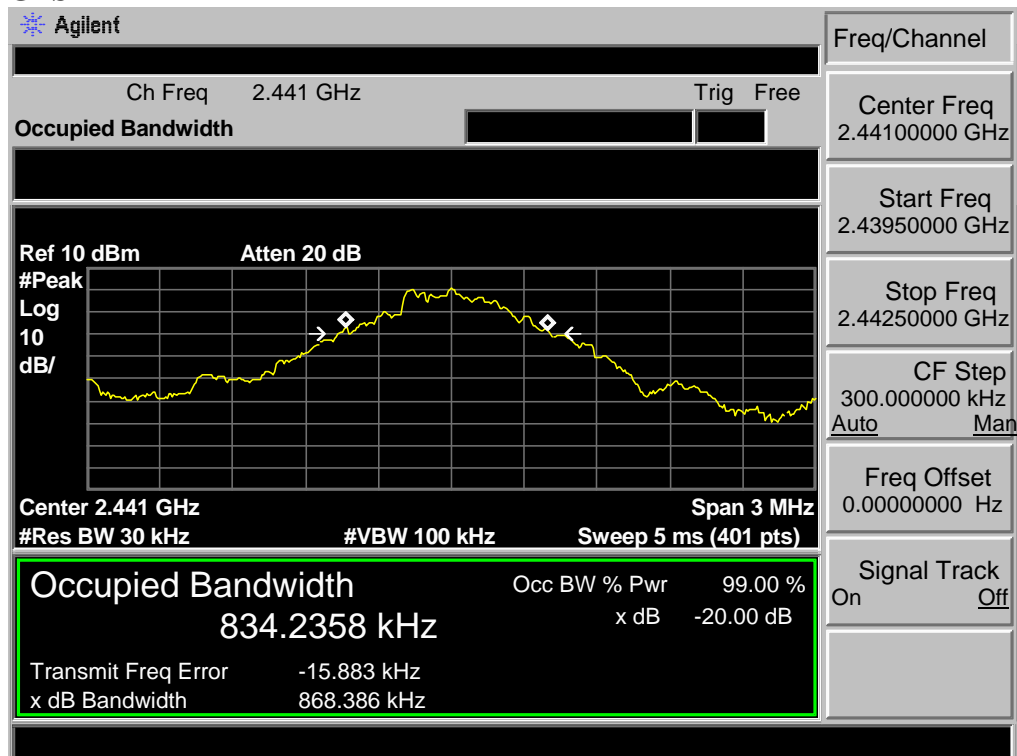 Agilent
Freq/Channel
Ch Freq 2.441 GHz Trig Free
Occupied Bandwidth
Center Freq
2.44100000 GHz
Start Freq
2.43950000 GHz
Stop Freq
2.44250000 GHz
CF Step
300.000000 kHz
Auto Man
Freq Offset
0.00000000 Hz
Signal Track
On Off
Ref 10 dBm Atten 20 dB
#Peak
Log
10
dB/
Center 2.441 GHz Span 3 MHz
#Res BW 30 kHz #VBW 100 kHz Sweep 5 ms (401 pts)
Occupied Bandwidth
834.2358 kHz
Occ BW % Pwr 99.00 %
x dB -20.00 dB
Transmit Freq Error -15.883 kHz
x dB Bandwidth 868.386 kHz